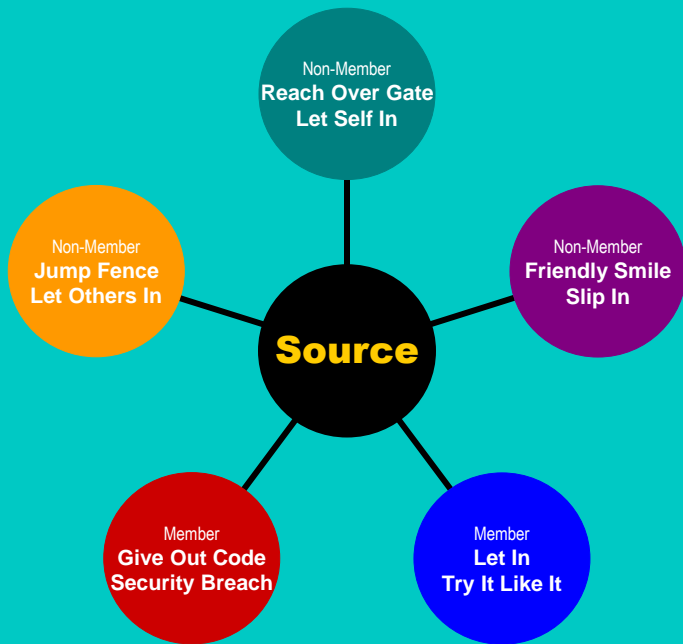 Non-Member
Reach Over Gate
Let Self In
Non-Member
Jump Fence
Let Others In
Non-Member
Friendly Smile
Slip In
Source
Member
Give Out Code
Security Breach
Member
Let In
Try It Like It